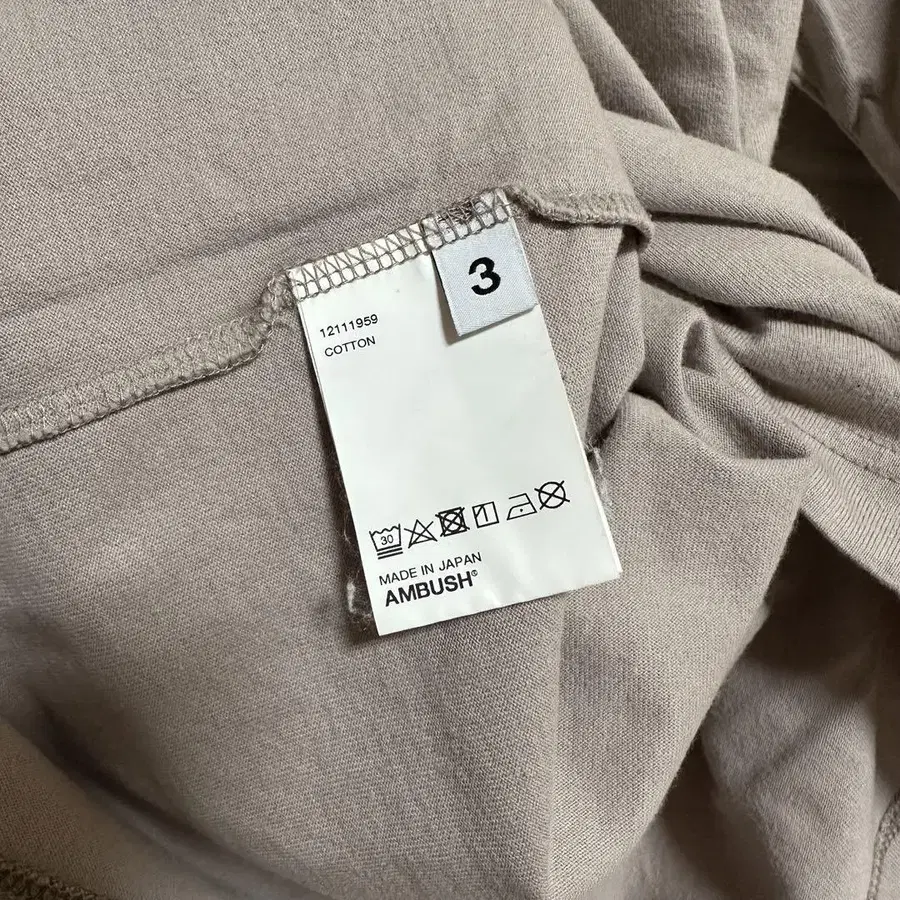 3
12111959
COTTON
30
MADE IN JAPAN
AMBUSH®